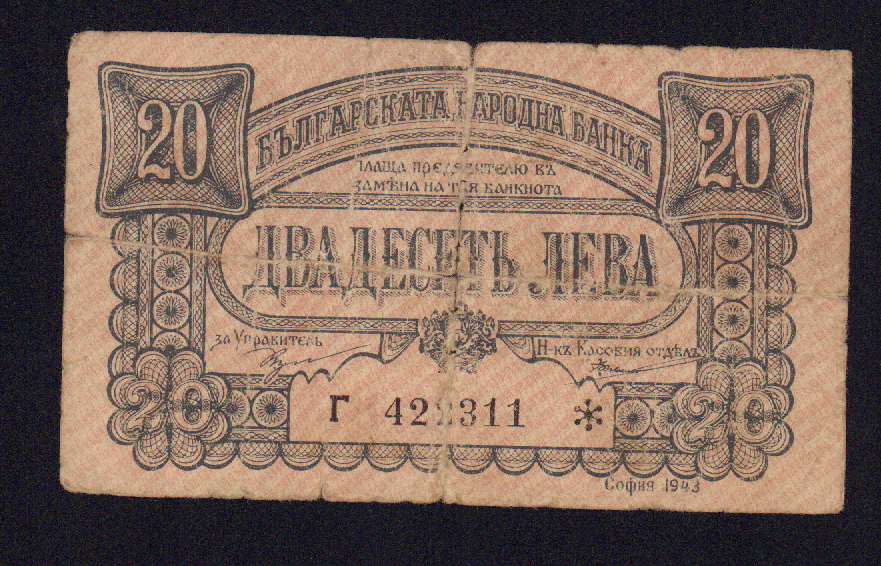 20 20
БЪЛГАРСКАТА НАРОДНА БАНКА
ПЛАЩА ПРЕДЯВИТЕЛЮ ВЪ
ЗАМѢНА НА ТАЯ БАНКНОТА
ДВАДЕСЕТЬ ЛЕВА
за Управитель Н-къ Касовия отдѣлъ
Г 422311 *
20 20
София 1943